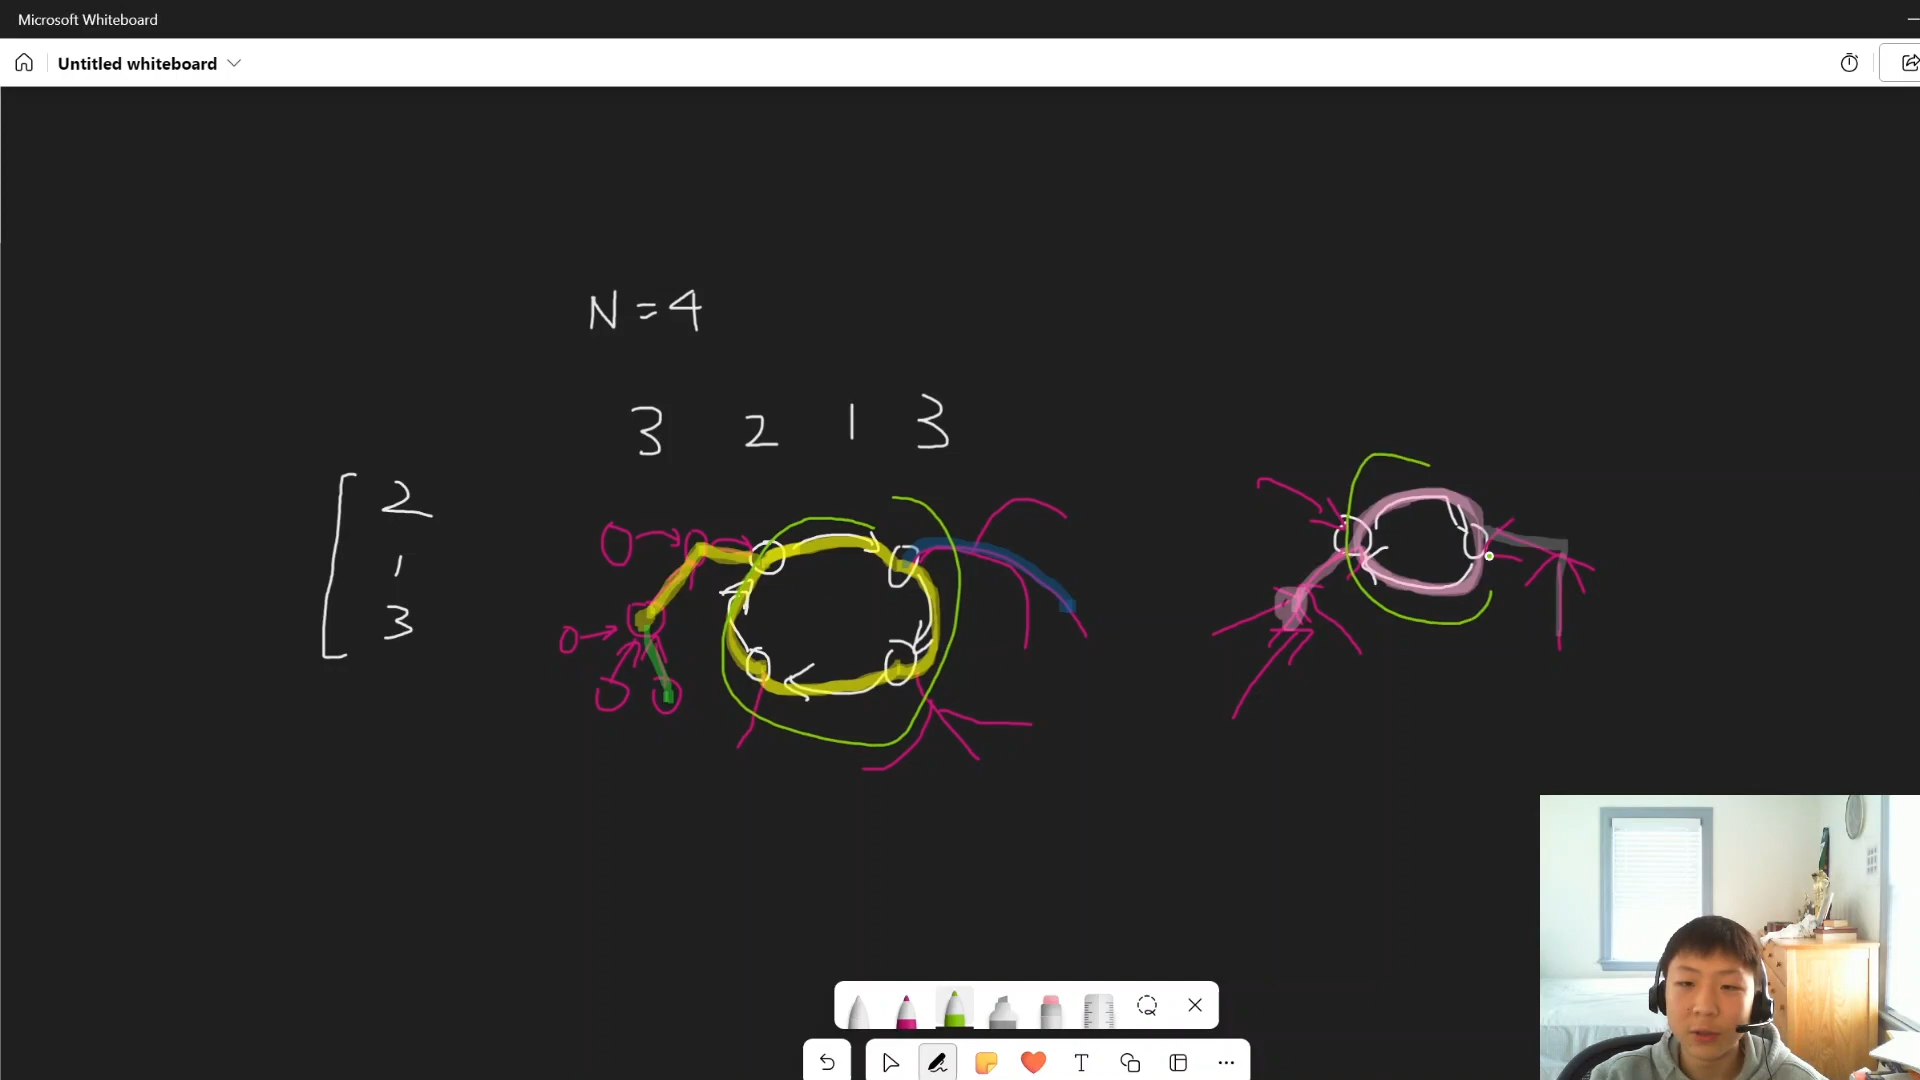 Microsoft Whiteboard
Untitled whiteboard
N = 4
3 2 1 3
2
1
3
T